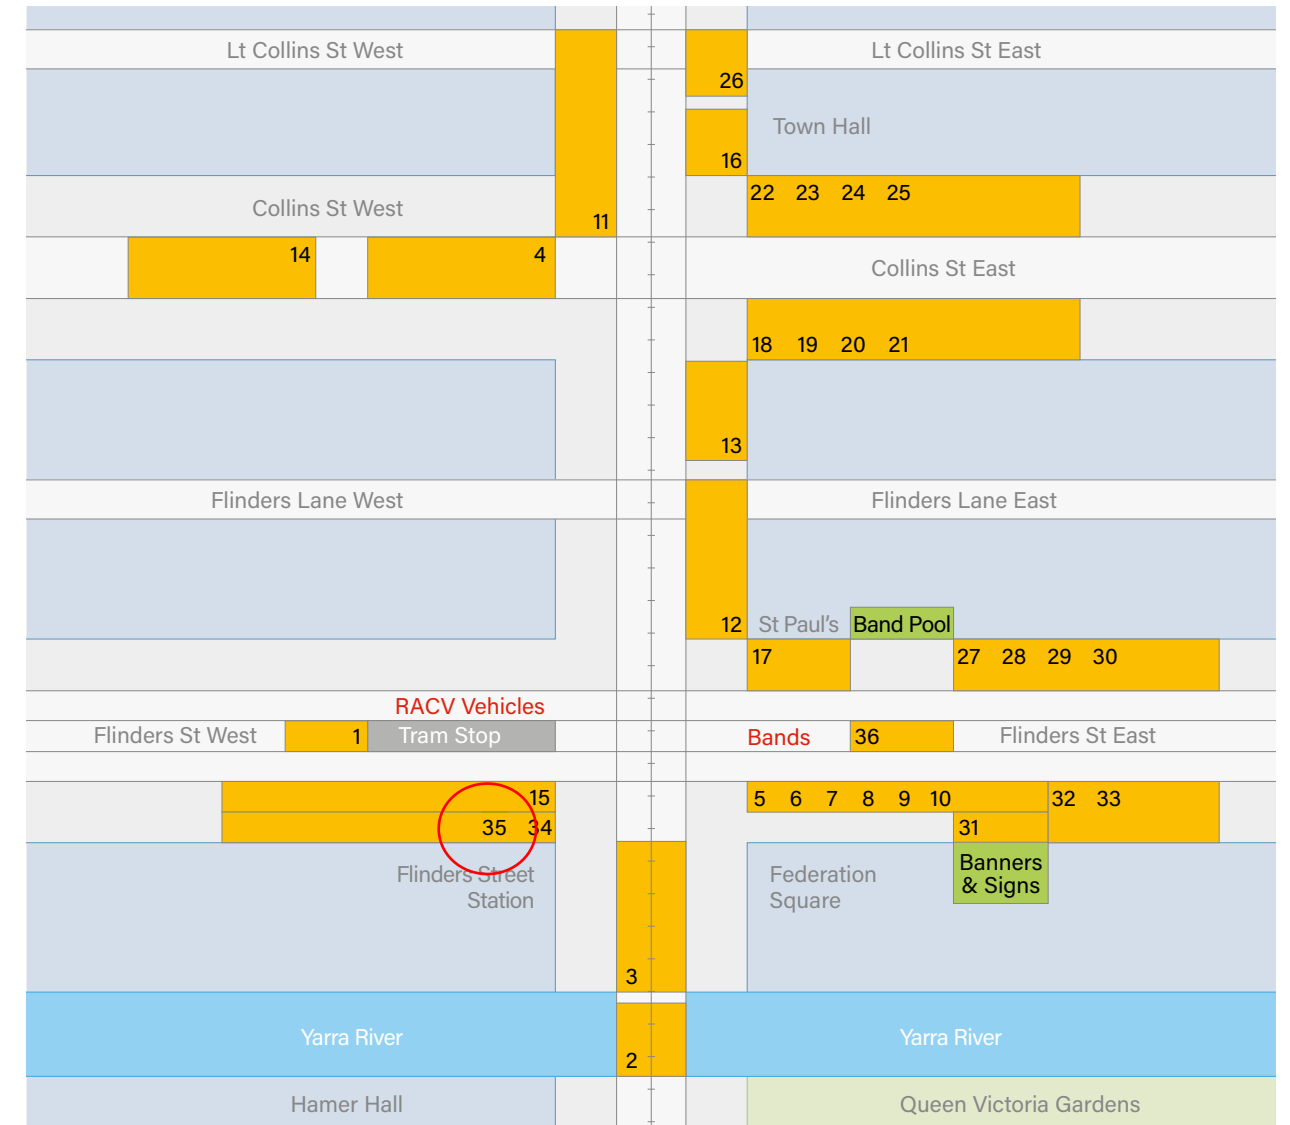 Lt Collins St West
Lt Collins St East
26
Town Hall
16
22 23 24 25
Collins St West
11
14
4
Collins St East
18 19 20 21
13
Flinders Lane West
Flinders Lane East
12
St Paul's
Band Pool
17
27 28 29 30
RACV Vehicles
Flinders St West
1
Tram Stop
Bands
36
Flinders St East
15
5 6 7 8 9 10
32 33
35 34
31
Flinders Street
Station
Federation
Square
Banners
& Signs
3
Yarra River
Yarra River
2
Hamer Hall
Queen Victoria Gardens